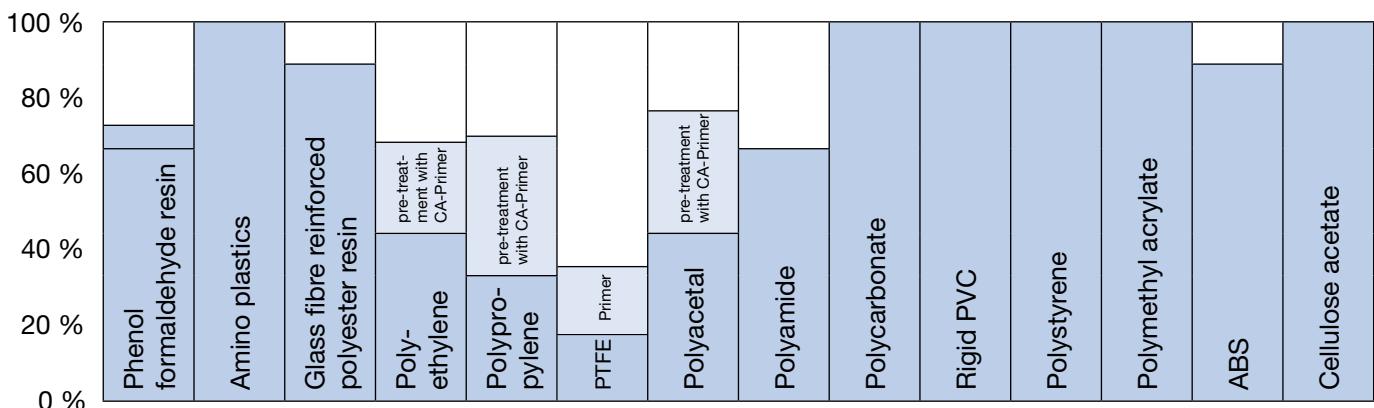 100 %
80 %
60 %
40 %
20 %
0 %
Phenol
formaldehyde resin
Amino plastics
Glass fibre reinforced
polyester resin
Poly-
ethylene
pre-treat-
ment with
CA-Primer
Polypro-
pylene
pre-treatment
with CA-Primer
PTFE
Primer
Polyacetal
pre-treatment
with CA-Primer
Polyamide
Polycarbonate
Rigid PVC
Polystyrene
Polymethyl acrylate
ABS
Cellulose acetate